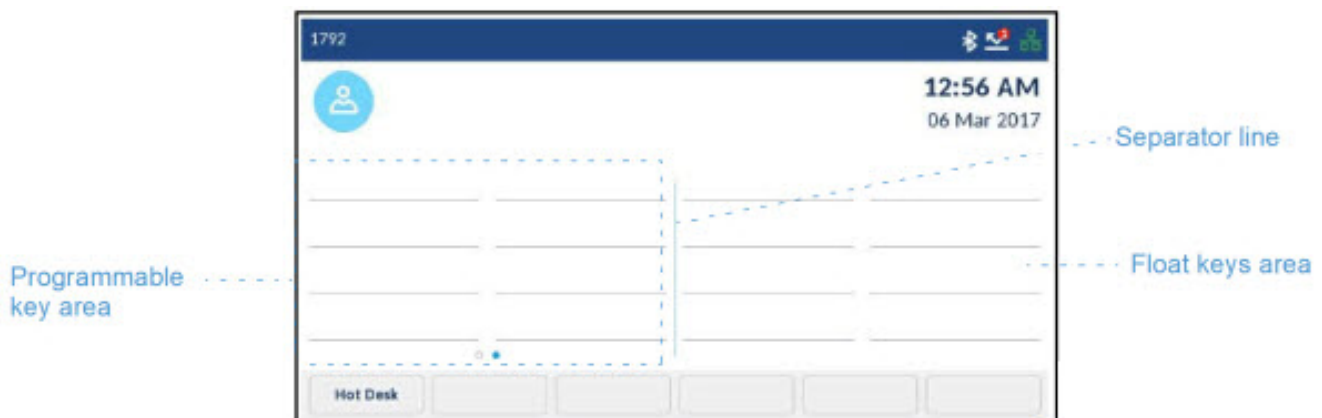 1792
12:56 AM
06 Mar 2017
Separator line
Programmable
key area
Float keys area
Hot Desk